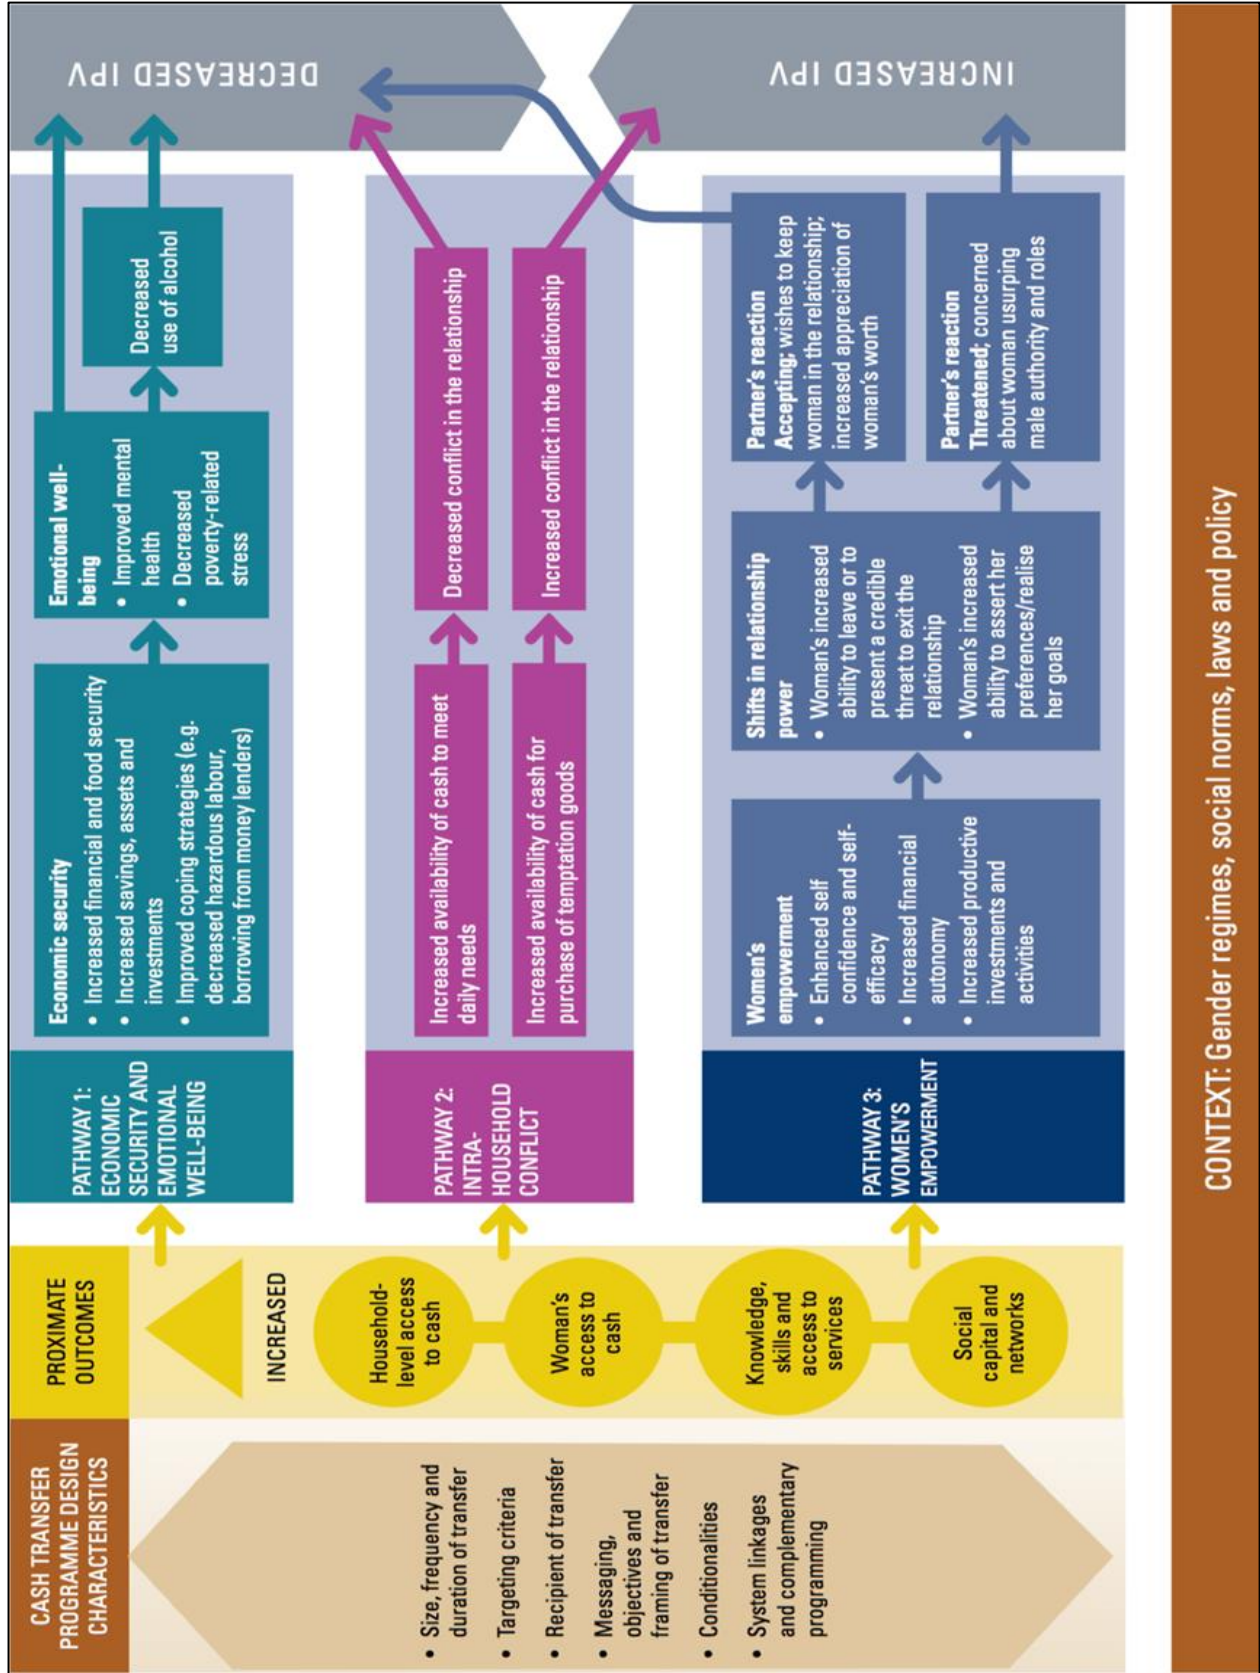 CASH TRANSFER
PROGRAMME DESIGN
CHARACTERISTICS
• Size, frequency and
duration of transfer
• Targeting criteria
• Recipient of transfer
• Messaging,
objectives and
framing of transfer
• Conditionalities
• System linkages
and complementary
programming
PROXIMATE
OUTCOMES
INCREASED
Household-
level access
to cash
Woman's
access to
cash
Knowledge,
skills and
access to
services
Social
capital and
networks
PATHWAY 1:
ECONOMIC
SECURITY AND
EMOTIONAL
WELL-BEING
Economic security
• Increased financial and food security
• Increased savings, assets and
investments
• Improved coping strategies (e.g.
decreased hazardous labour,
borrowing from money lenders)
Emotional well-
being
• Improved mental
health
• Decreased
poverty-related
stress
Decreased
use of alcohol
PATHWAY 2:
INTRA-
HOUSEHOLD
CONFLICT
Increased availability of cash to meet
daily needs
Decreased conflict in the relationship
Increased availability of cash for
purchase of temptation goods
Increased conflict in the relationship
PATHWAY 3:
WOMEN'S
EMPOWERMENT
Women's
empowerment
• Enhanced self
confidence and self-
efficacy
• Increased financial
autonomy
• Increased productive
investments and
activities
Shifts in relationship
power
• Woman's increased
ability to leave or to
present a credible
threat to exit the
relationship
• Woman's increased
ability to assert her
preferences/realise
her goals
Partner's reaction
Accepting; wishes to keep
woman in the relationship;
increased appreciation of
woman's worth
Partner's reaction
Threatened; concerned
about woman usurping
male authority and roles
DECREASED IPV
INCREASED IPV
CONTEXT: Gender regimes, social norms, laws and policy